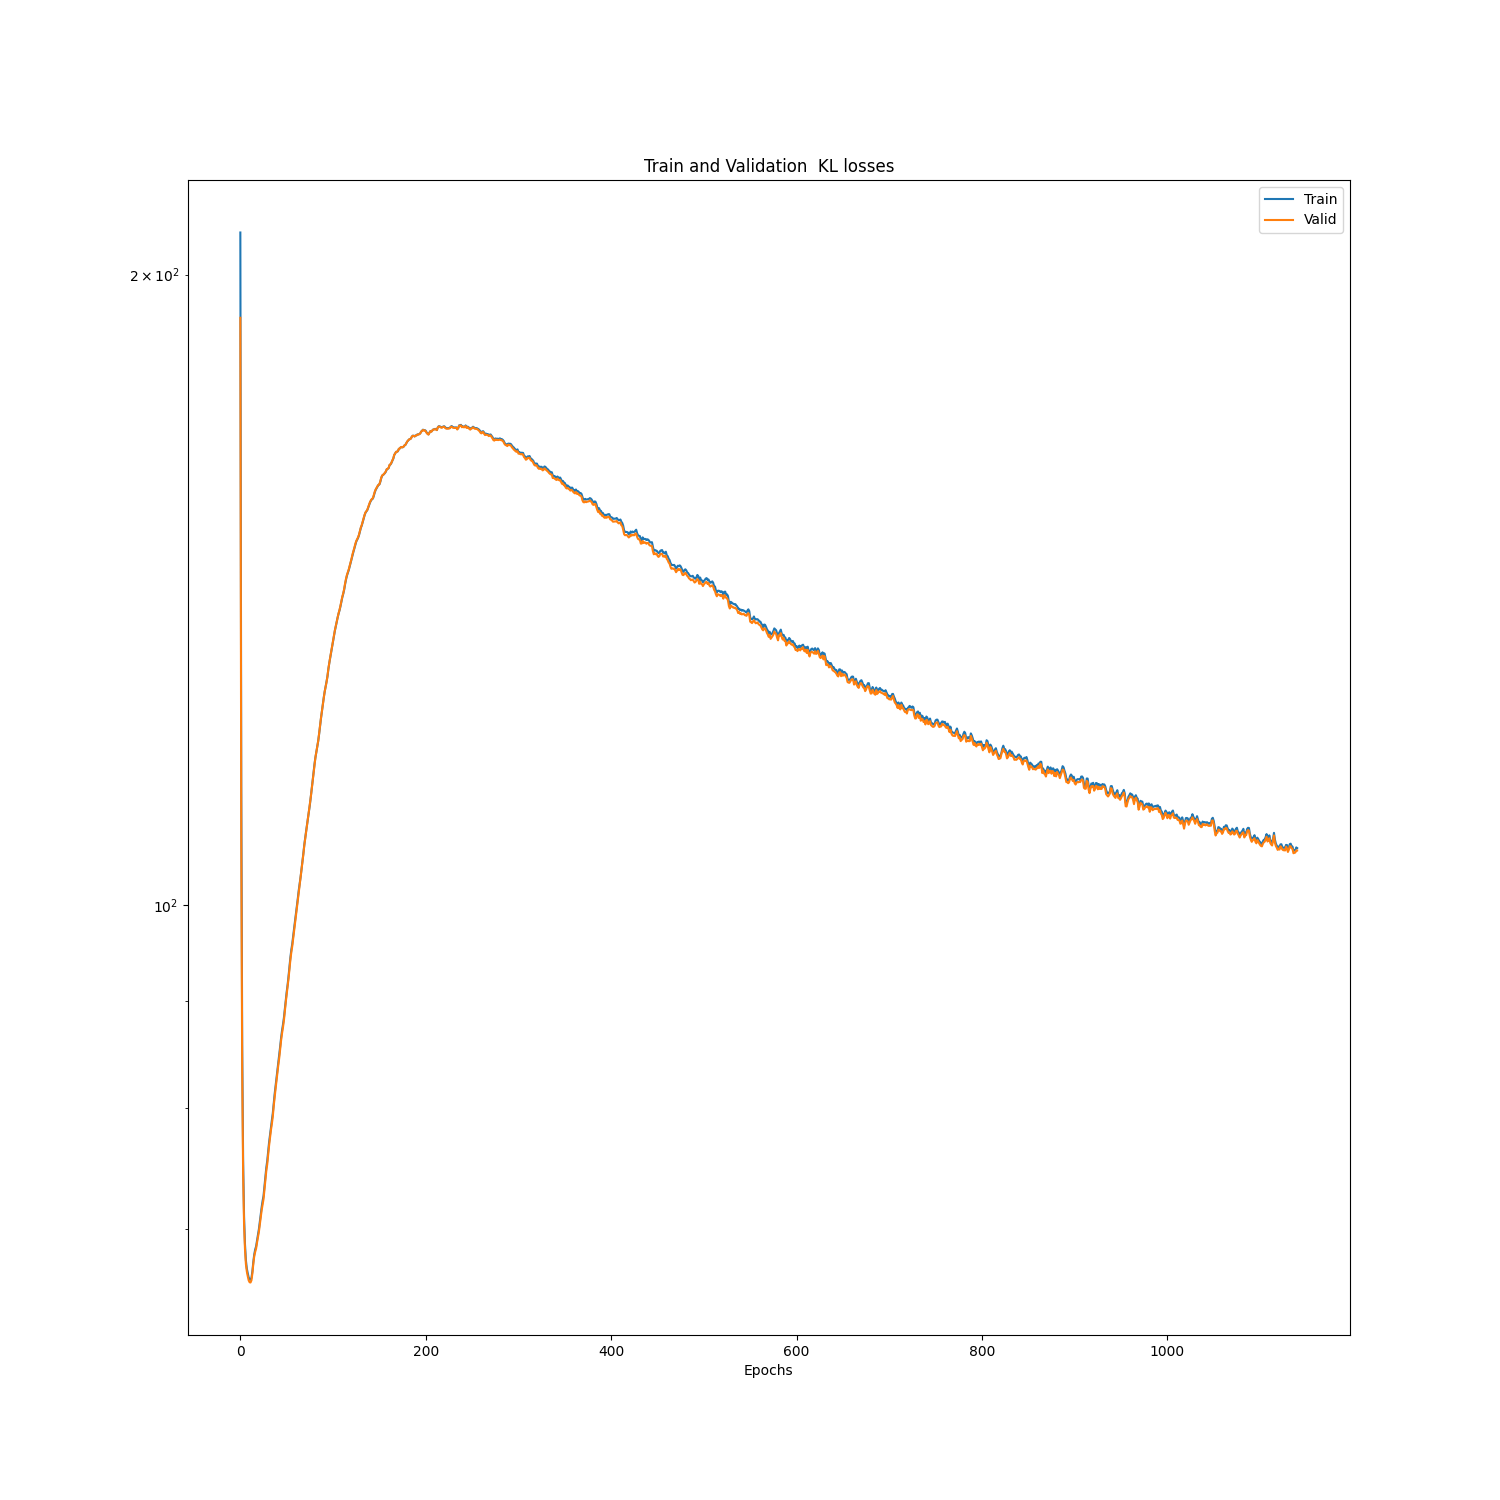 Train and Validation  KL losses
Train
Valid
2 × 10²
10²
0 200 400 600 800 1000
Epochs